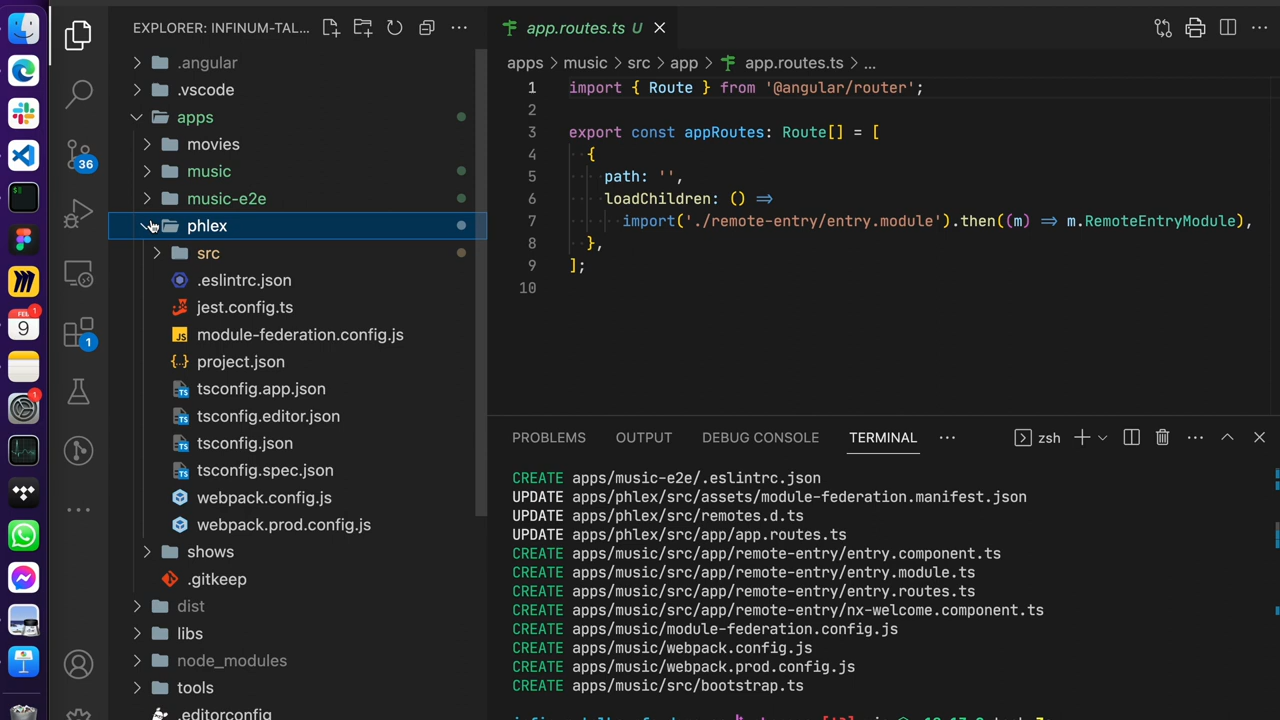 EXPLORER: INFINUM-TAL...
.angular
.vscode
apps
movies
music
music-e2e
phlex
src
.eslintrc.json
jest.config.ts
JS module-federation.config.js
project.json
TS tsconfig.app.json
TS tsconfig.editor.json
TS tsconfig.json
TS tsconfig.spec.json
webpack.config.js
webpack.prod.config.js
shows
.gitkeep
dist
libs
node_modules
tools
.editorconfig
36
1
FEB
9
1
1
app.routes.ts U
apps > music > src > app > app.routes.ts > ...
1 import { Route } from '@angular/router';
2
3 export const appRoutes: Route[] = [
4 {
5 path: '',
6 loadChildren: () =>
7 import('./remote-entry/entry.module').then((m) => m.RemoteEntryModule),
8 },
9 ];
10
PROBLEMS OUTPUT DEBUG CONSOLE TERMINAL ... zsh
CREATE apps/music-e2e/.eslintrc.json
UPDATE apps/phlex/src/assets/module-federation.manifest.json
UPDATE apps/phlex/src/remotes.d.ts
UPDATE apps/phlex/src/app/app.routes.ts
CREATE apps/music/src/app/remote-entry/entry.component.ts
CREATE apps/music/src/app/remote-entry/entry.module.ts
CREATE apps/music/src/app/remote-entry/entry.routes.ts
CREATE apps/music/src/app/remote-entry/nx-welcome.component.ts
CREATE apps/music/module-federation.config.js
CREATE apps/music/webpack.config.js
CREATE apps/music/webpack.prod.config.js
CREATE apps/music/src/bootstrap.ts